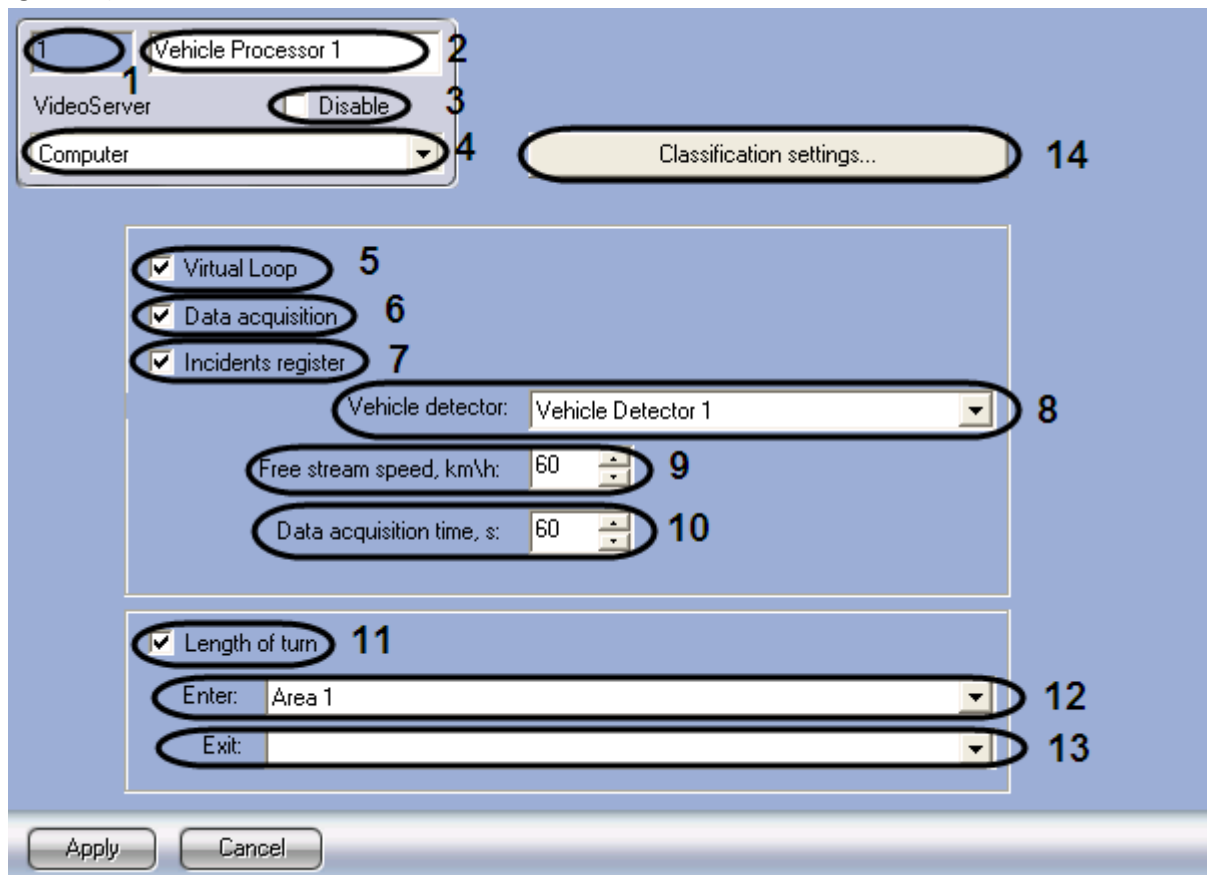 1 Vehicle Processor 1 2
1
VideoServer Disable 3
Computer 4 Classification settings... 14
Virtual Loop 5
Data acquisition 6
Incidents register 7
Vehicle detector: Vehicle Detector 1 8
Free stream speed, km\h: 60 9
Data acquisition time, s: 60 10
Length of turn 11
Enter: Area 1 12
Exit: 13
Apply Cancel